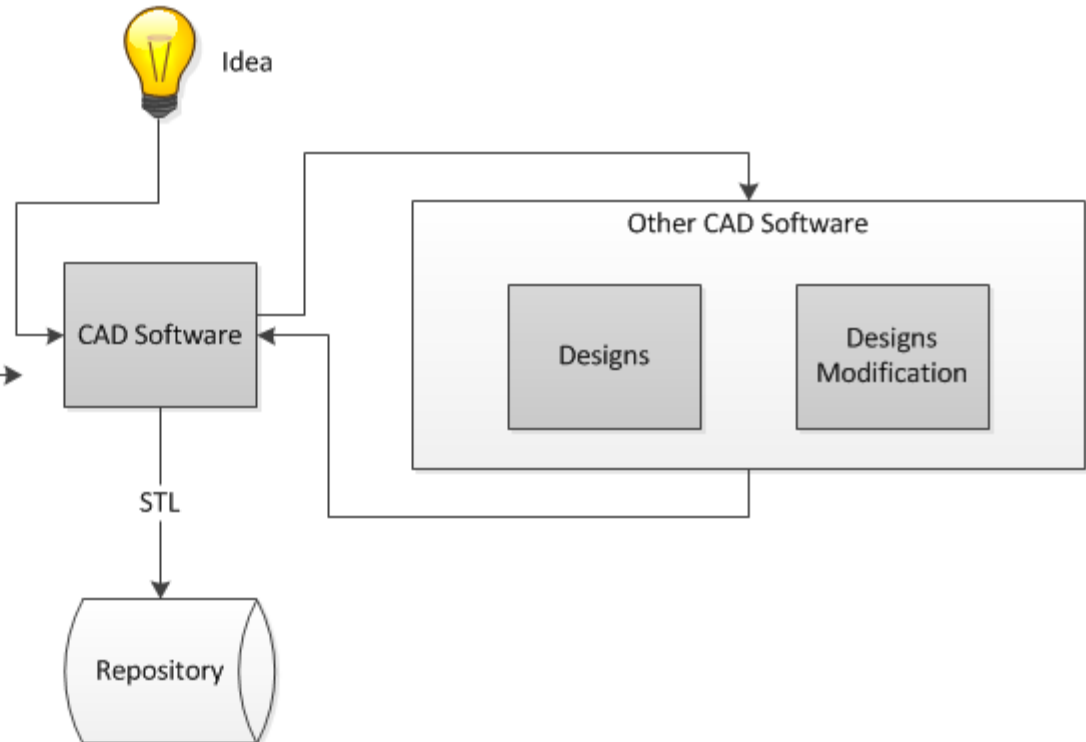 Idea
Other CAD Software
CAD Software
Designs
Designs
Modification
STL
Repository